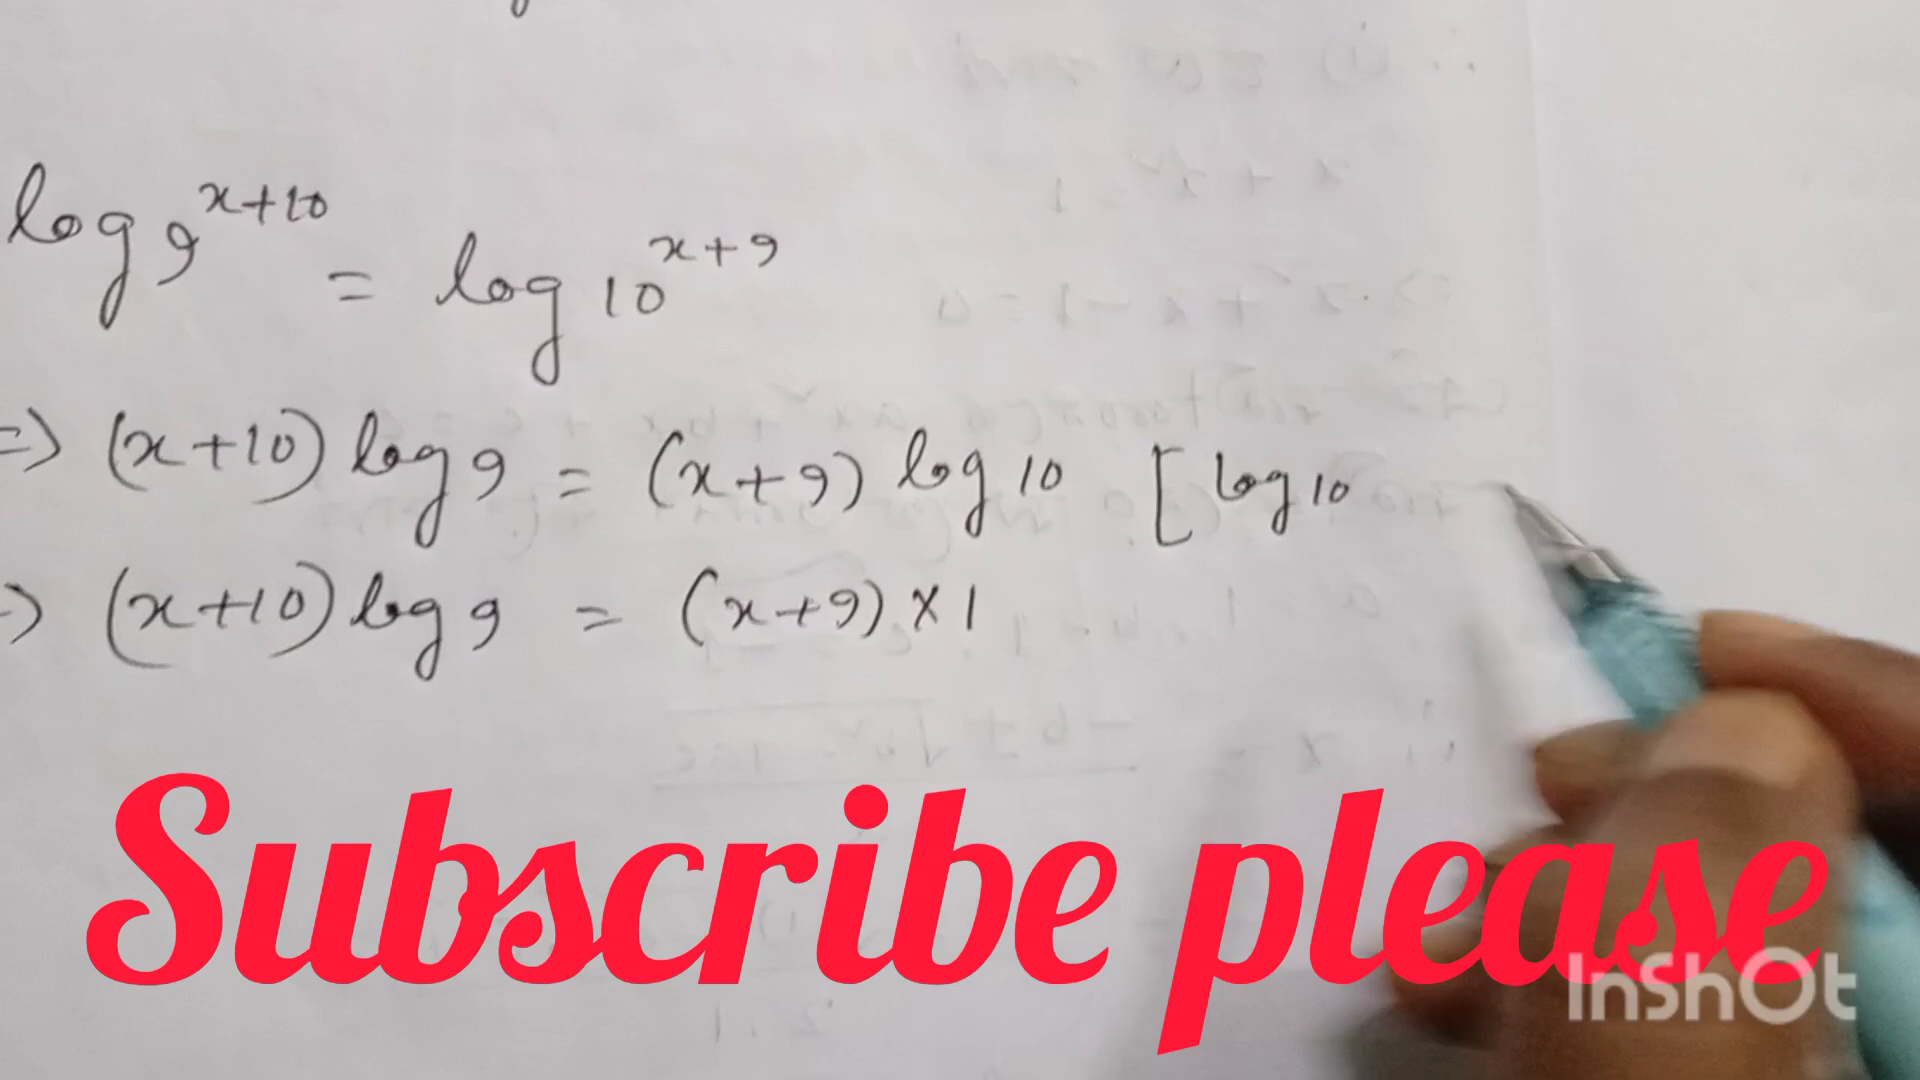 log 9^{x+10} = log 10^{x+9}
=> (x+10) log 9 = (x+9) log 10 [log 10
=> (x+10) log 9 = (x+9) × 1
Subscribe please
InShOt